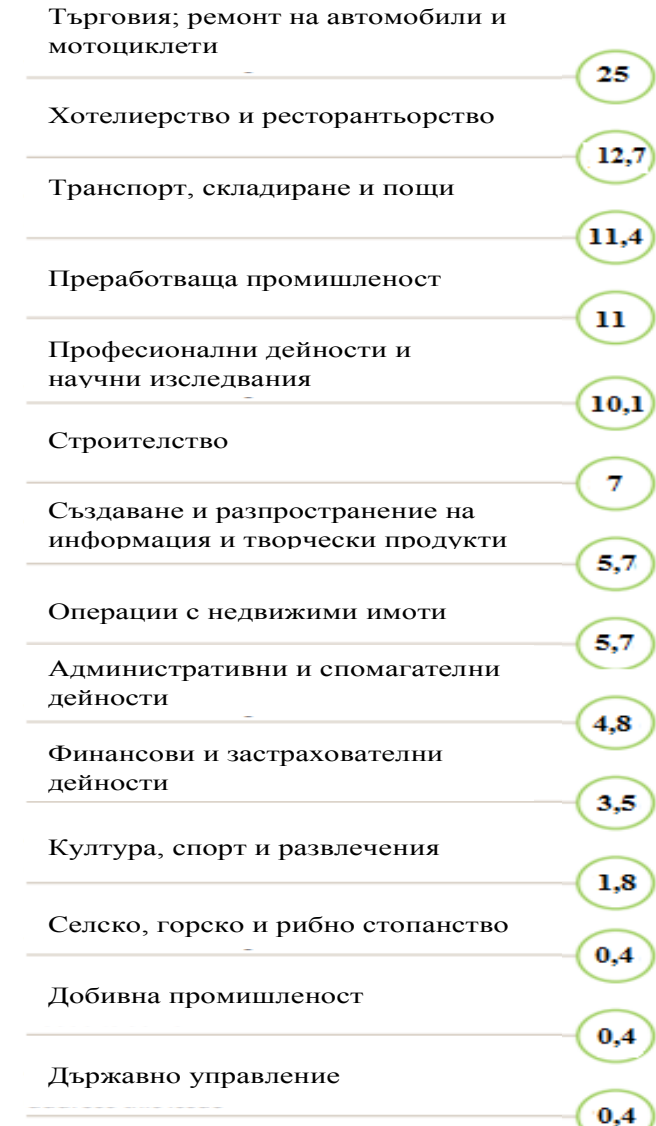 Търговия; ремонт на автомобили и
мотоциклети
25
Хотелиерство и ресторантьорство
12,7
Транспорт, складиране и пощи
11,4
Преработваща промишленост
11
Професионални дейности и
научни изследвания
10,1
Строителство
7
Създаване и разпространение на
информация и творчески продукти
5,7
Операции с недвижими имоти
5,7
Административни и спомагателни
дейности
4,8
Финансови и застрахователни
дейности
3,5
Култура, спорт и развлечения
1,8
Селско, горско и рибно стопанство
0,4
Добивна промишленост
0,4
Държавно управление
0,4